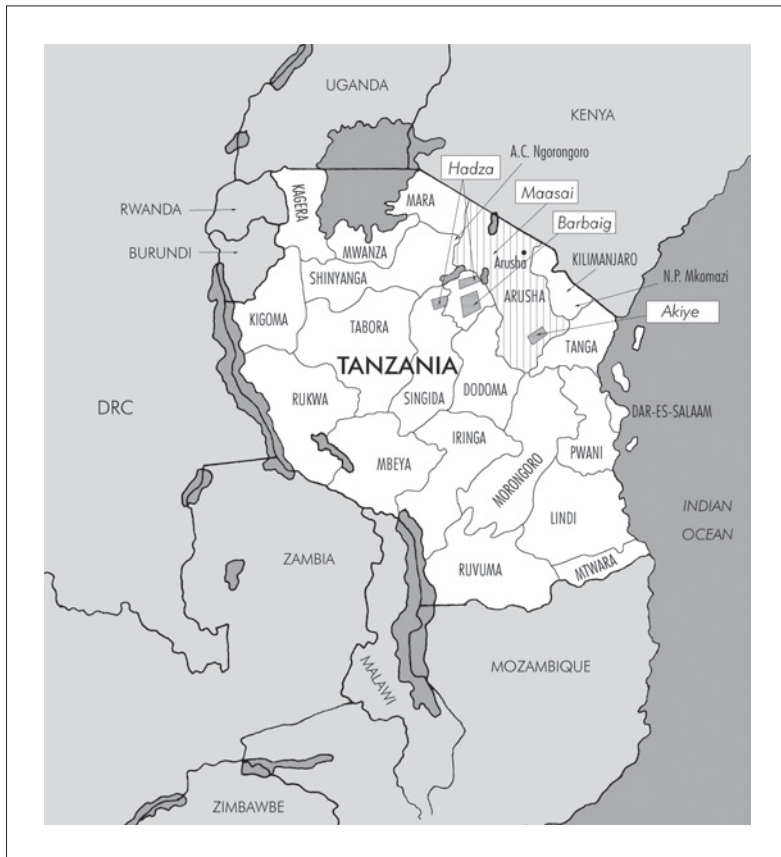 UGANDA
KENYA
A.C. Ngorongoro
Hadza
Maasai
Barbaig
KAGERA
MARA
RWANDA
BURUNDI
MWANZA
Arusha
KILIMANJARO
SHINYANGA
ARUSHA
N.P. Mkomazi
KIGOMA
TABORA
Akiye
TANZANIA
TANGA
RUKWA
SINGIDA
DODOMA
DRC
DAR-ES-SALAAM
IRINGA
MBEYA
MORONGORO
PWANI
INDIAN
OCEAN
LINDI
ZAMBIA
RUVUMA
MTWARA
MALAWI
MOZAMBIQUE
ZIMBAWBE